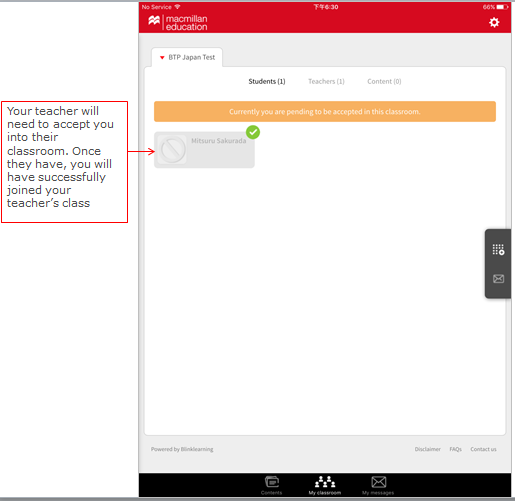 No Service
下午6:30
66%
macmillan
education
BTP Japan Test
Students (1)
Teachers (1)
Content (0)
Currently you are pending to be accepted in this classroom.
Mitsuru Sakurada
Your teacher will
need to accept you
into their
classroom. Once
they have, you will
have successfully
joined your
teacher’s class
Powered by Blinklearning
Disclaimer
FAQs
Contact us
Contents
My classroom
My messages